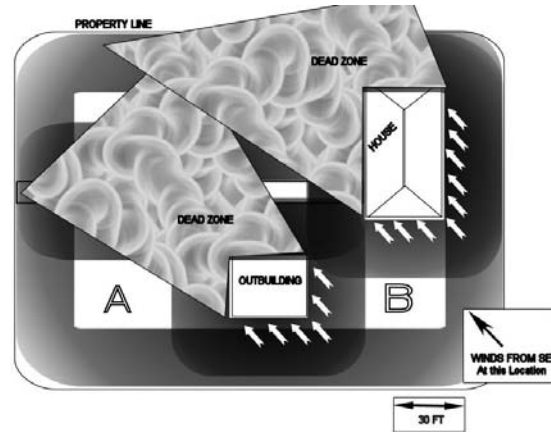 PROPERTY LINE
DEAD ZONE
HOUSE
DEAD ZONE
OUTBUILDING
A
B
WINDS FROM SE
At this Location
30 FT